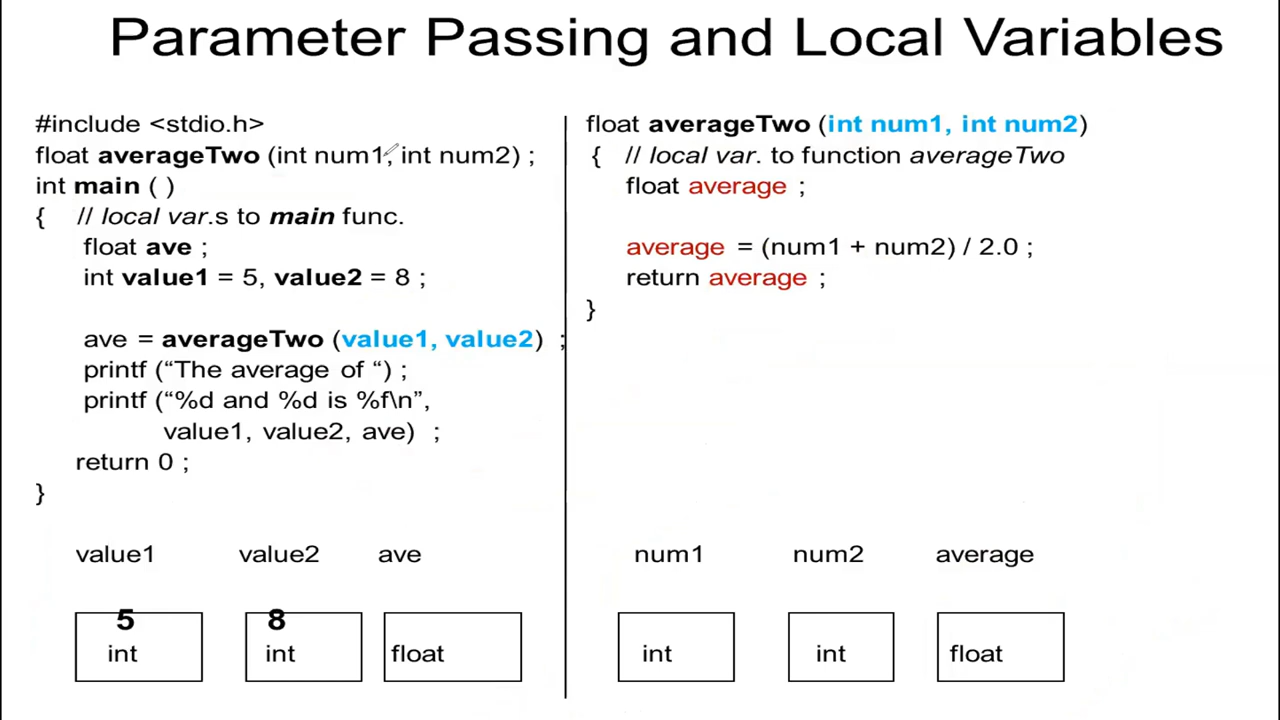 Parameter Passing and Local Variables
#include <stdio.h>
float averageTwo (int num1, int num2) ;
int main ( )
{ // local var.s to main func.
float ave ;
int value1 = 5, value2 = 8 ;
ave = averageTwo (value1, value2) ;
printf (“The average of “) ;
printf (“%d and %d is %f\n”,
value1, value2, ave) ;
return 0 ;
}
float averageTwo (int num1, int num2)
{ // local var. to function averageTwo
float average ;
average = (num1 + num2) / 2.0 ;
return average ;
}
value1 value2 ave
5 8
int int float
num1 num2 average
int int float